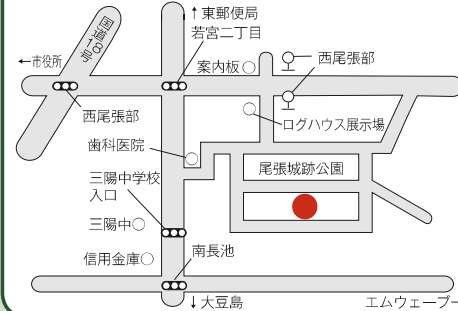 ↑東郵便局
国道18号
若宮二丁目
←市役所
案内板○
西尾張部
西尾張部
ログハウス展示場
歯科医院
尾張城跡公園
三陽中学校
入口
三陽中○
信用金庫○
南長池
↓大豆島
エムウェーブ